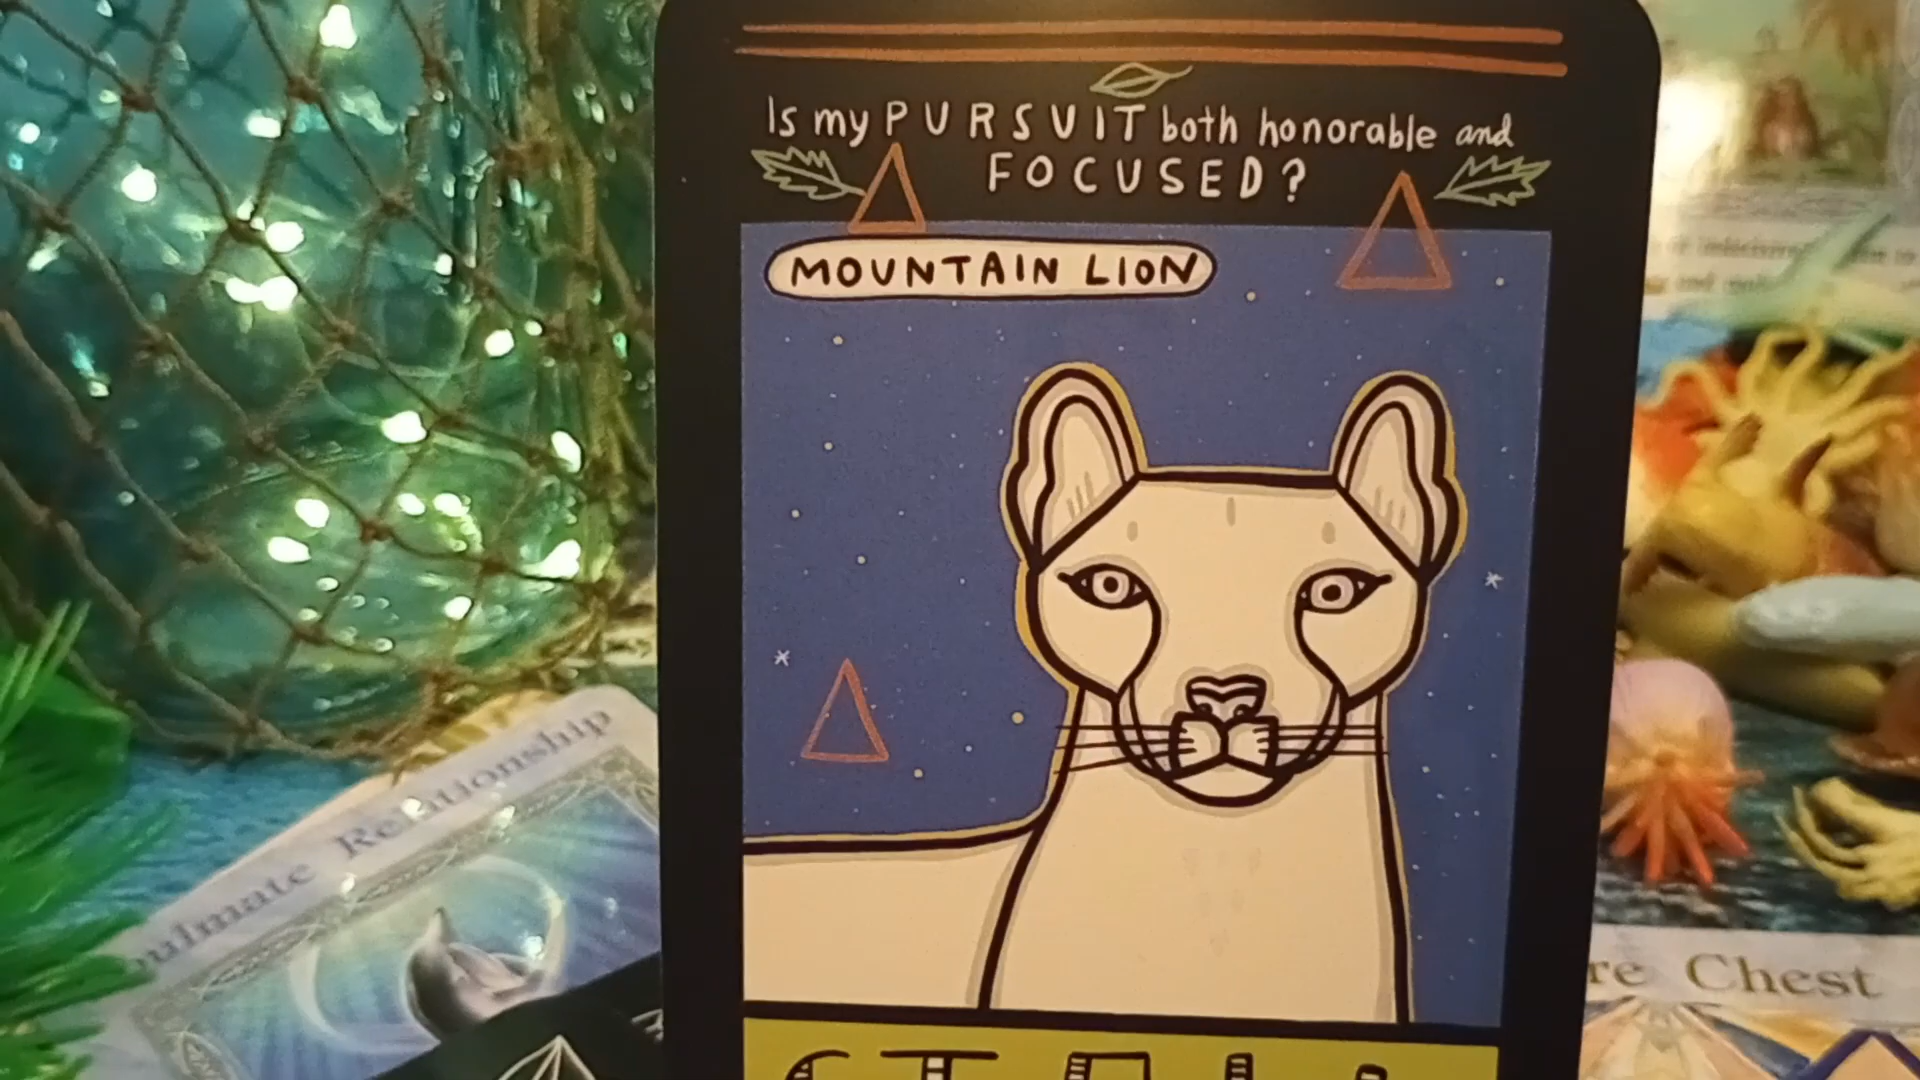 Is my PURSUIT both honorable and
FOCUSED?
MOUNTAIN LION
Relationship
Chest